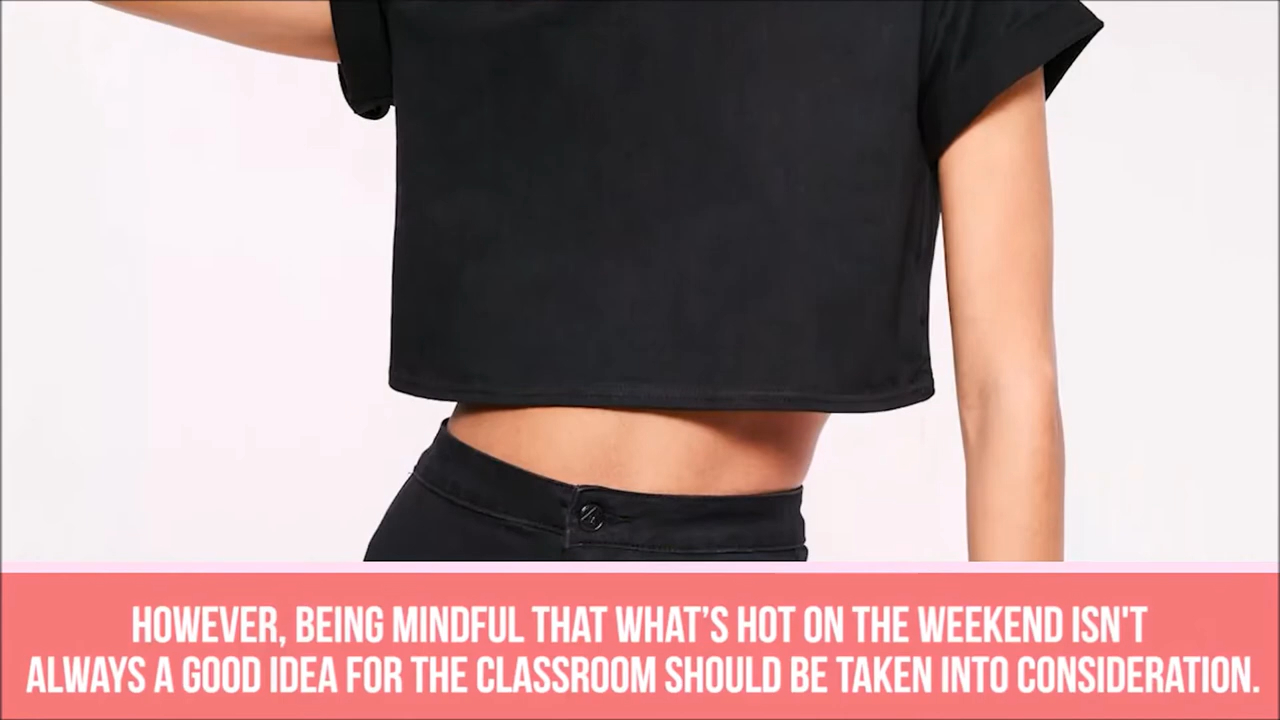 HOWEVER, BEING MINDFUL THAT WHAT’S HOT ON THE WEEKEND ISN'T
ALWAYS A GOOD IDEA FOR THE CLASSROOM SHOULD BE TAKEN INTO CONSIDERATION.